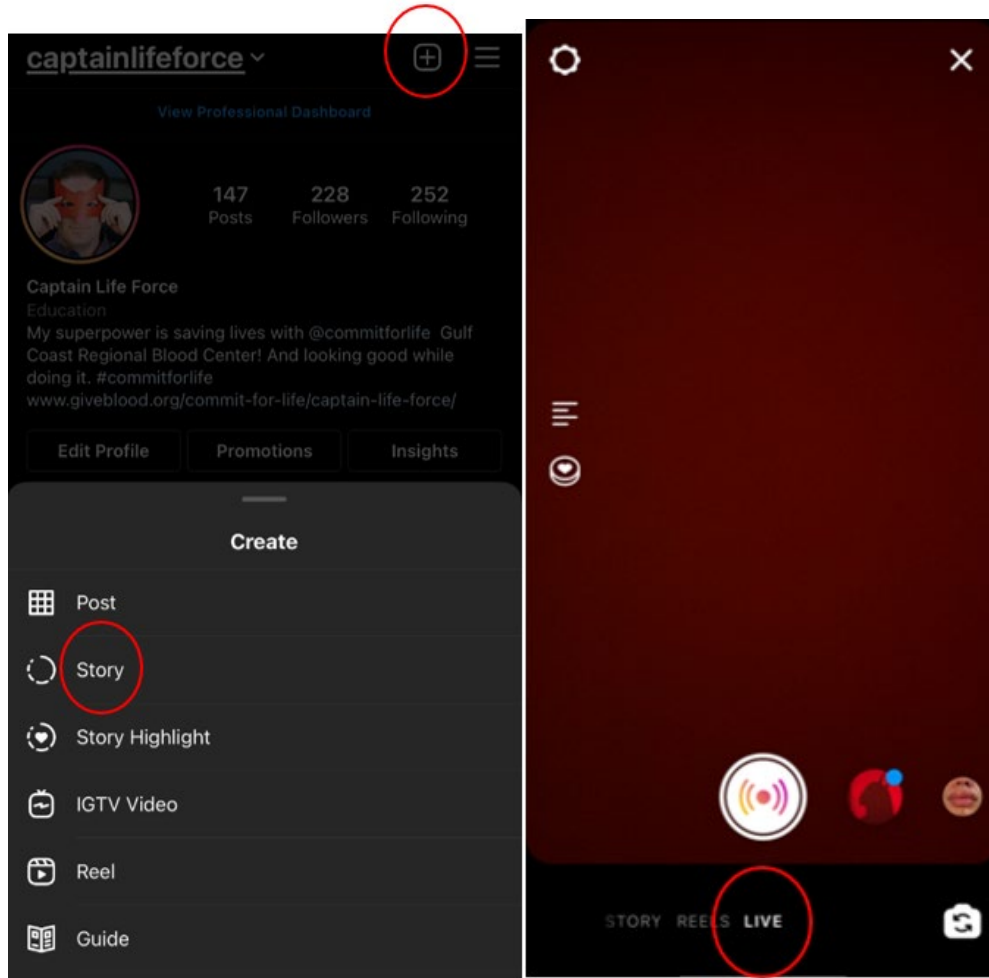 captainlifeforce
View Professional Dashboard
147 228 252
Posts Followers Following
Captain Life Force
Education
My superpower is saving lives with @commitforlife Gulf
Coast Regional Blood Center! And looking good while
doing it. #commitforlife
www.giveblood.org/commit-for-life/captain-life-force/
Edit Profile Promotions Insights
Create
Post
Story
Story Highlight
IGTV Video
Reel
Guide
STORY REELS LIVE